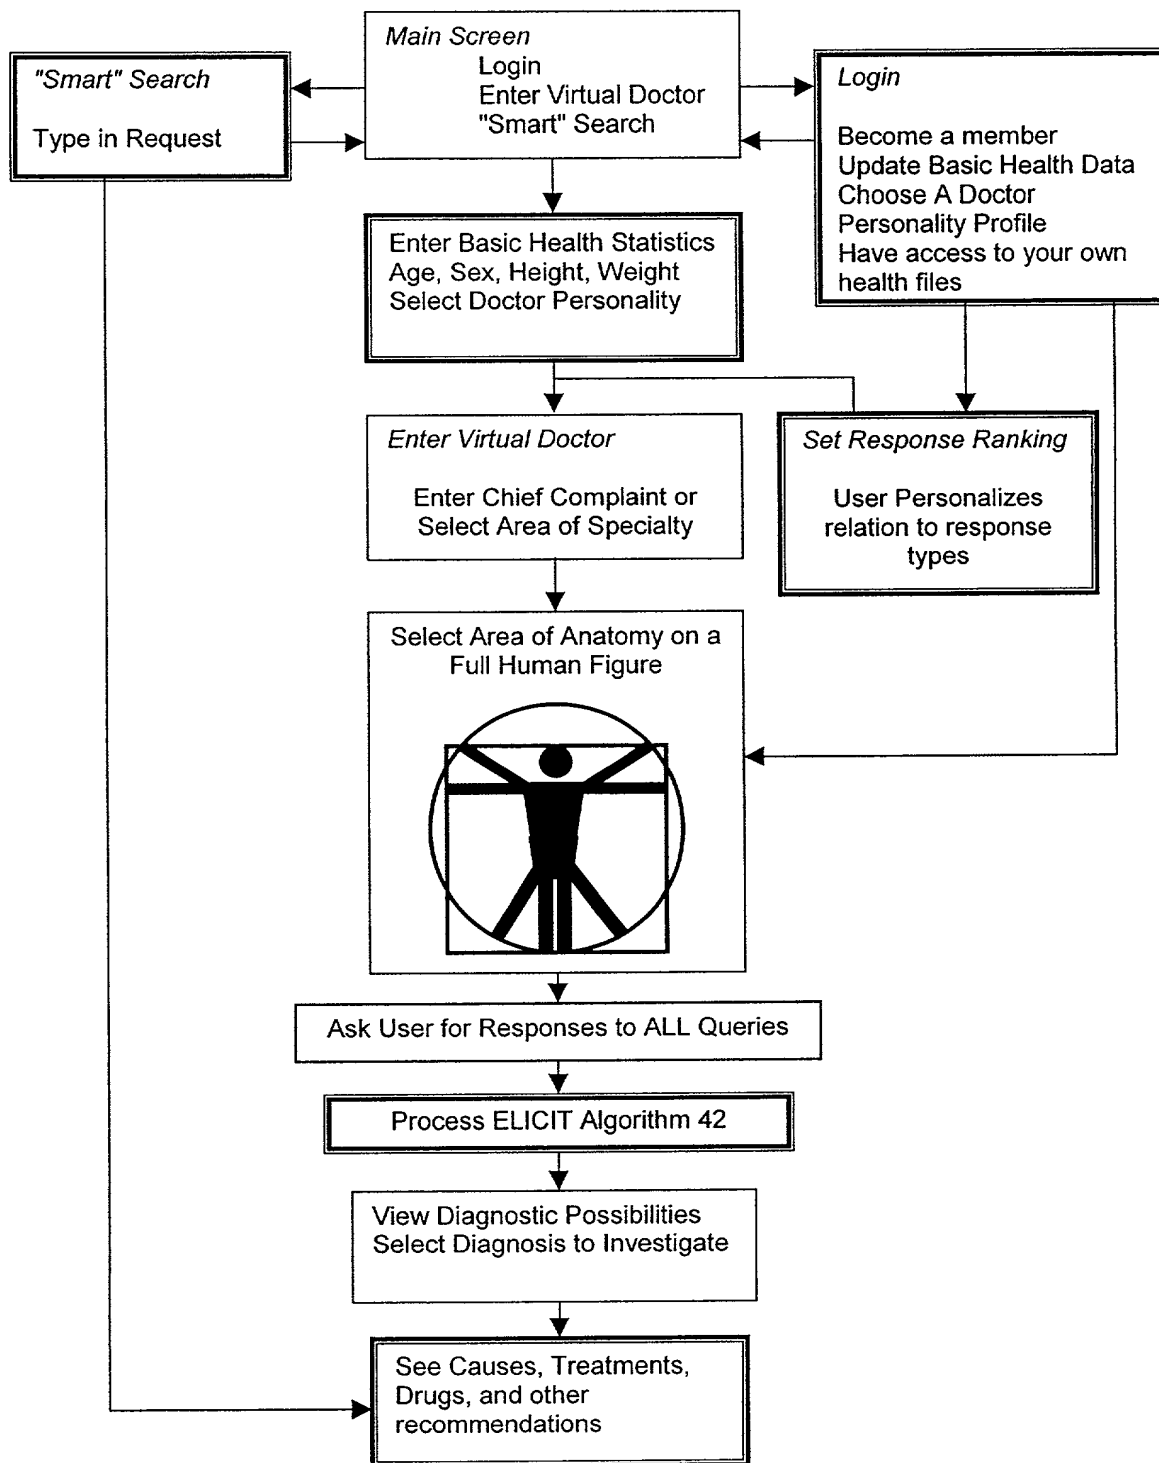 Main Screen
Login
Enter Virtual Doctor
"Smart" Search
"Smart" Search
Type in Request
Login
Become a member
Update Basic Health Data
Choose A Doctor
Personality Profile
Have access to your own
health files
Enter Basic Health Statistics
Age, Sex, Height, Weight
Select Doctor Personality
Enter Virtual Doctor
Enter Chief Complaint or
Select Area of Specialty
Set Response Ranking
User Personalizes
relation to response
types
Select Area of Anatomy on a
Full Human Figure
Ask User for Responses to ALL Queries
Process ELICIT Algorithm 42
View Diagnostic Possibilities
Select Diagnosis to Investigate
See Causes, Treatments,
Drugs, and other
recommendations